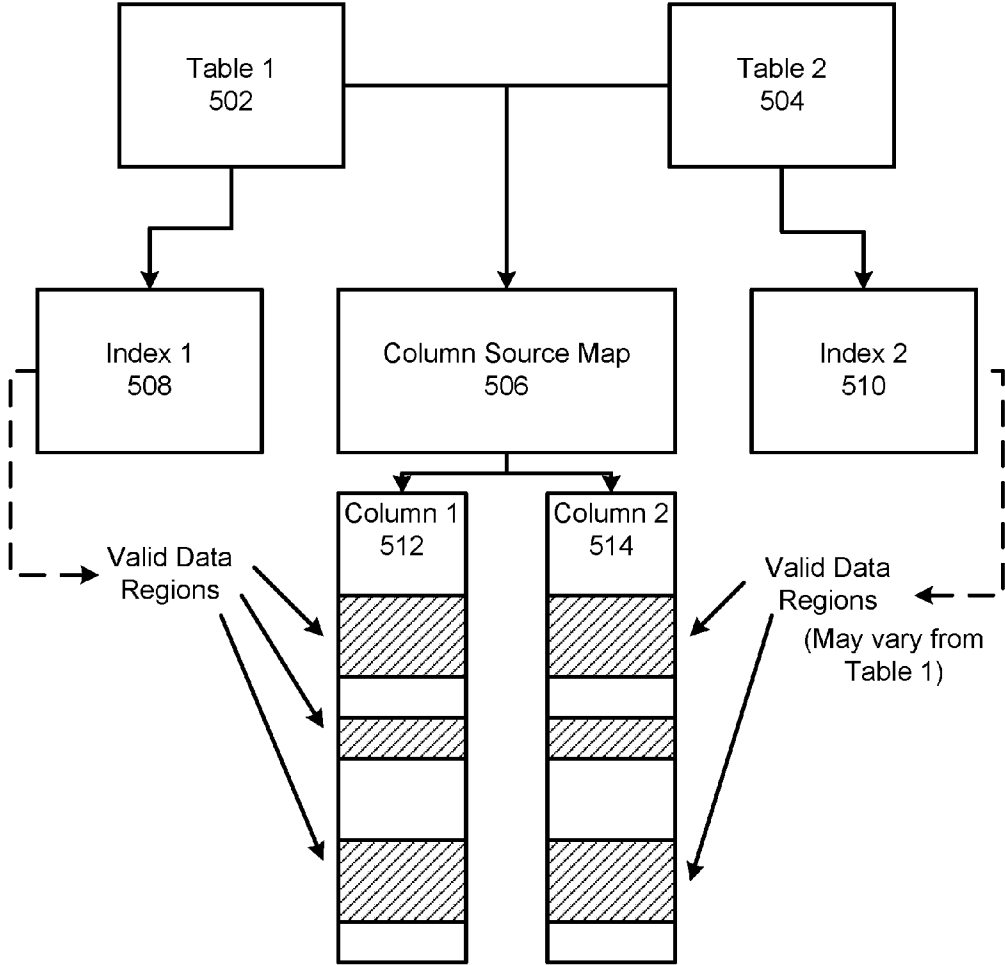 Table 1
502
Table 2
504
Index 1
508
Column Source Map
506
Index 2
510
Column 1
512
Column 2
514
Valid Data
Regions
Valid Data
Regions
(May vary from
Table 1)